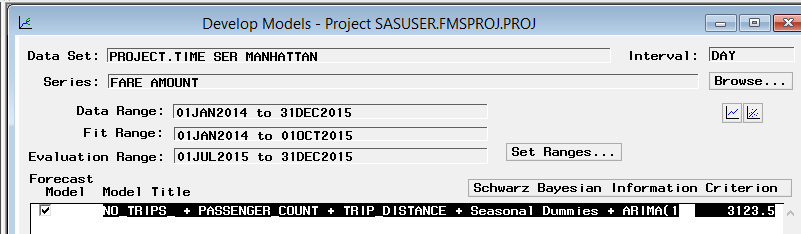 Develop Models - Project SASUSER.FMSPROJ.PROJ
Data Set: PROJECT.TIME SER MANHATTAN Interval: DAY
Series: FARE AMOUNT Browse...
Data Range: 01JAN2014 to 31DEC2015
Fit Range: 01JAN2014 to 01OCT2015
Evaluation Range: 01JUL2015 to 31DEC2015 Set Ranges...
Forecast
Model Model Title Schwarz Bayesian Information Criterion
NO_TRIPS_ + PASSENGER_COUNT + TRIP_DISTANCE + Seasonal Dummies + ARIMA(1 3123.5